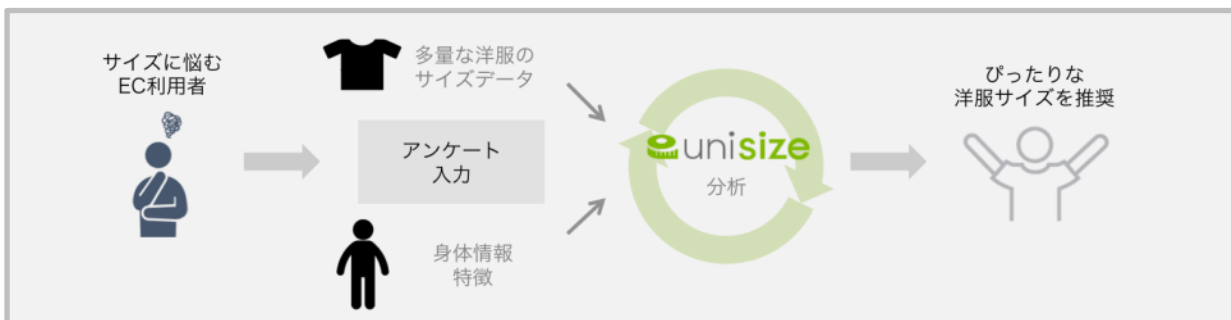 サイズに悩む
EC利用者
多量な洋服の
サイズデータ
アンケート
入力
身体情報
特徴
unisize
分析
ぴったりな
洋服サイズを推奨